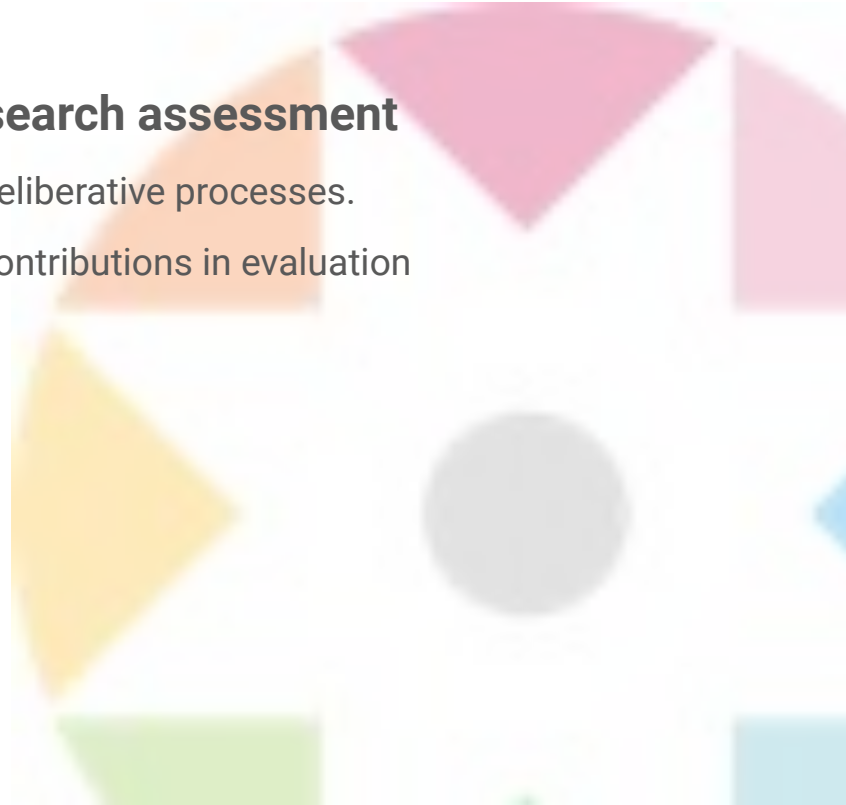 search assessment
eliberative processes.
ontributions in evaluation